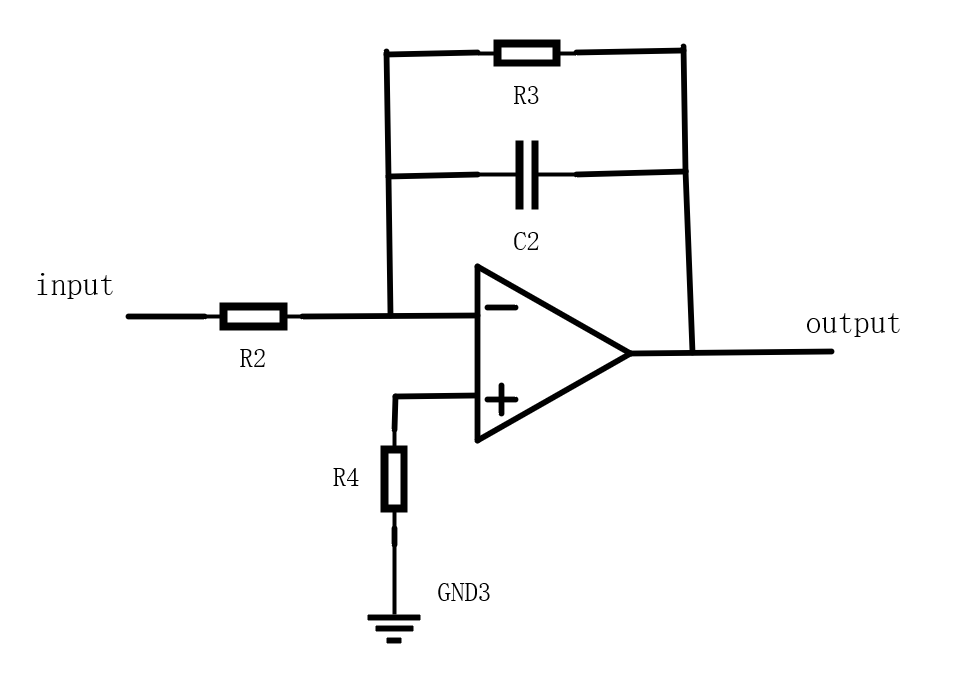 R3
C2
input
output
R2
R4
GND3